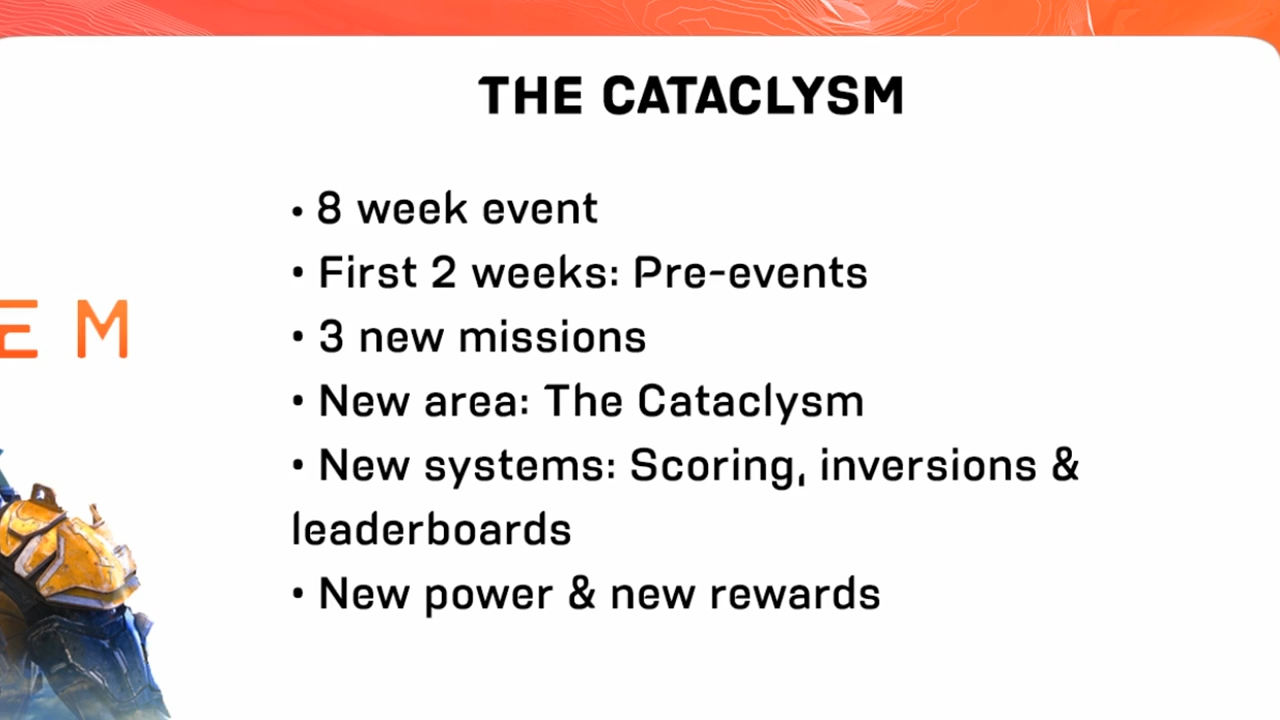 THE CATACLYSM
• 8 week event
• First 2 weeks: Pre-events
• 3 new missions
EM
• New area: The Cataclysm
• New systems: Scoring, inversions &
leaderboards
• New power & new rewards